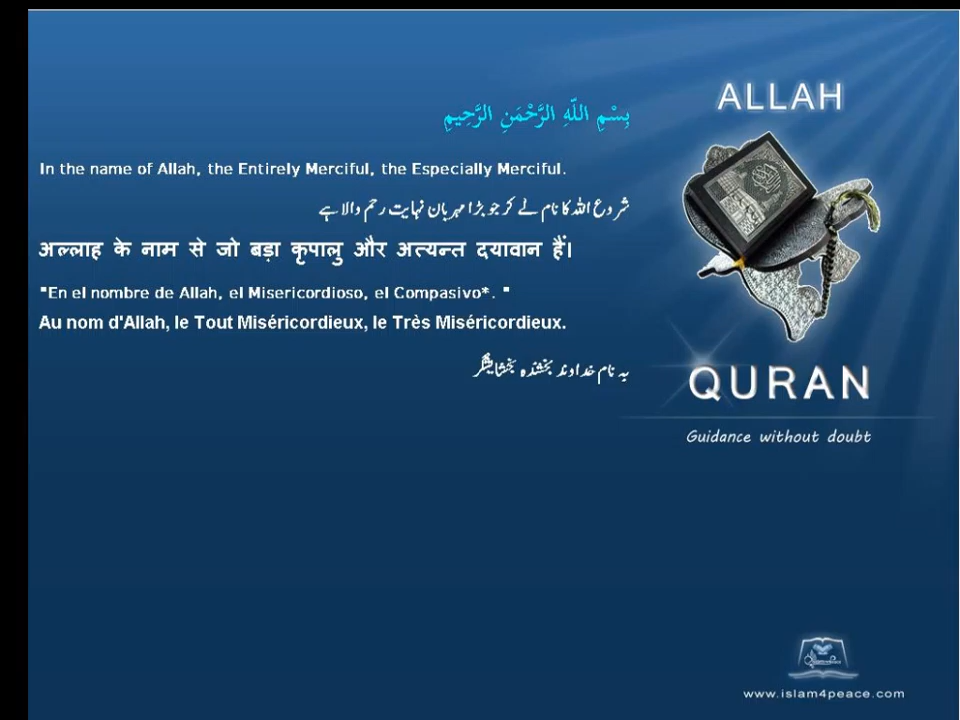 بِسْمِ اللَّهِ الرَّحْمَنِ الرَّحِيمِ
In the name of Allah, the Entirely Merciful, the Especially Merciful.
شروع الله کا نام لے کر جو بڑا مہربان نہایت رحم والا ہے
अल्लाह के नाम से जो बड़ा कृपालु और अत्यन्त दयावान हैं।
"En el nombre de Allah, el Misericordioso, el Compasivo*. "
Au nom d'Allah, le Tout Miséricordieux, le Très Miséricordieux.
به نام خداوند بخشنده بخشایشگر
ALLAH
QURAN
Guidance without doubt
www.islam4peace.com